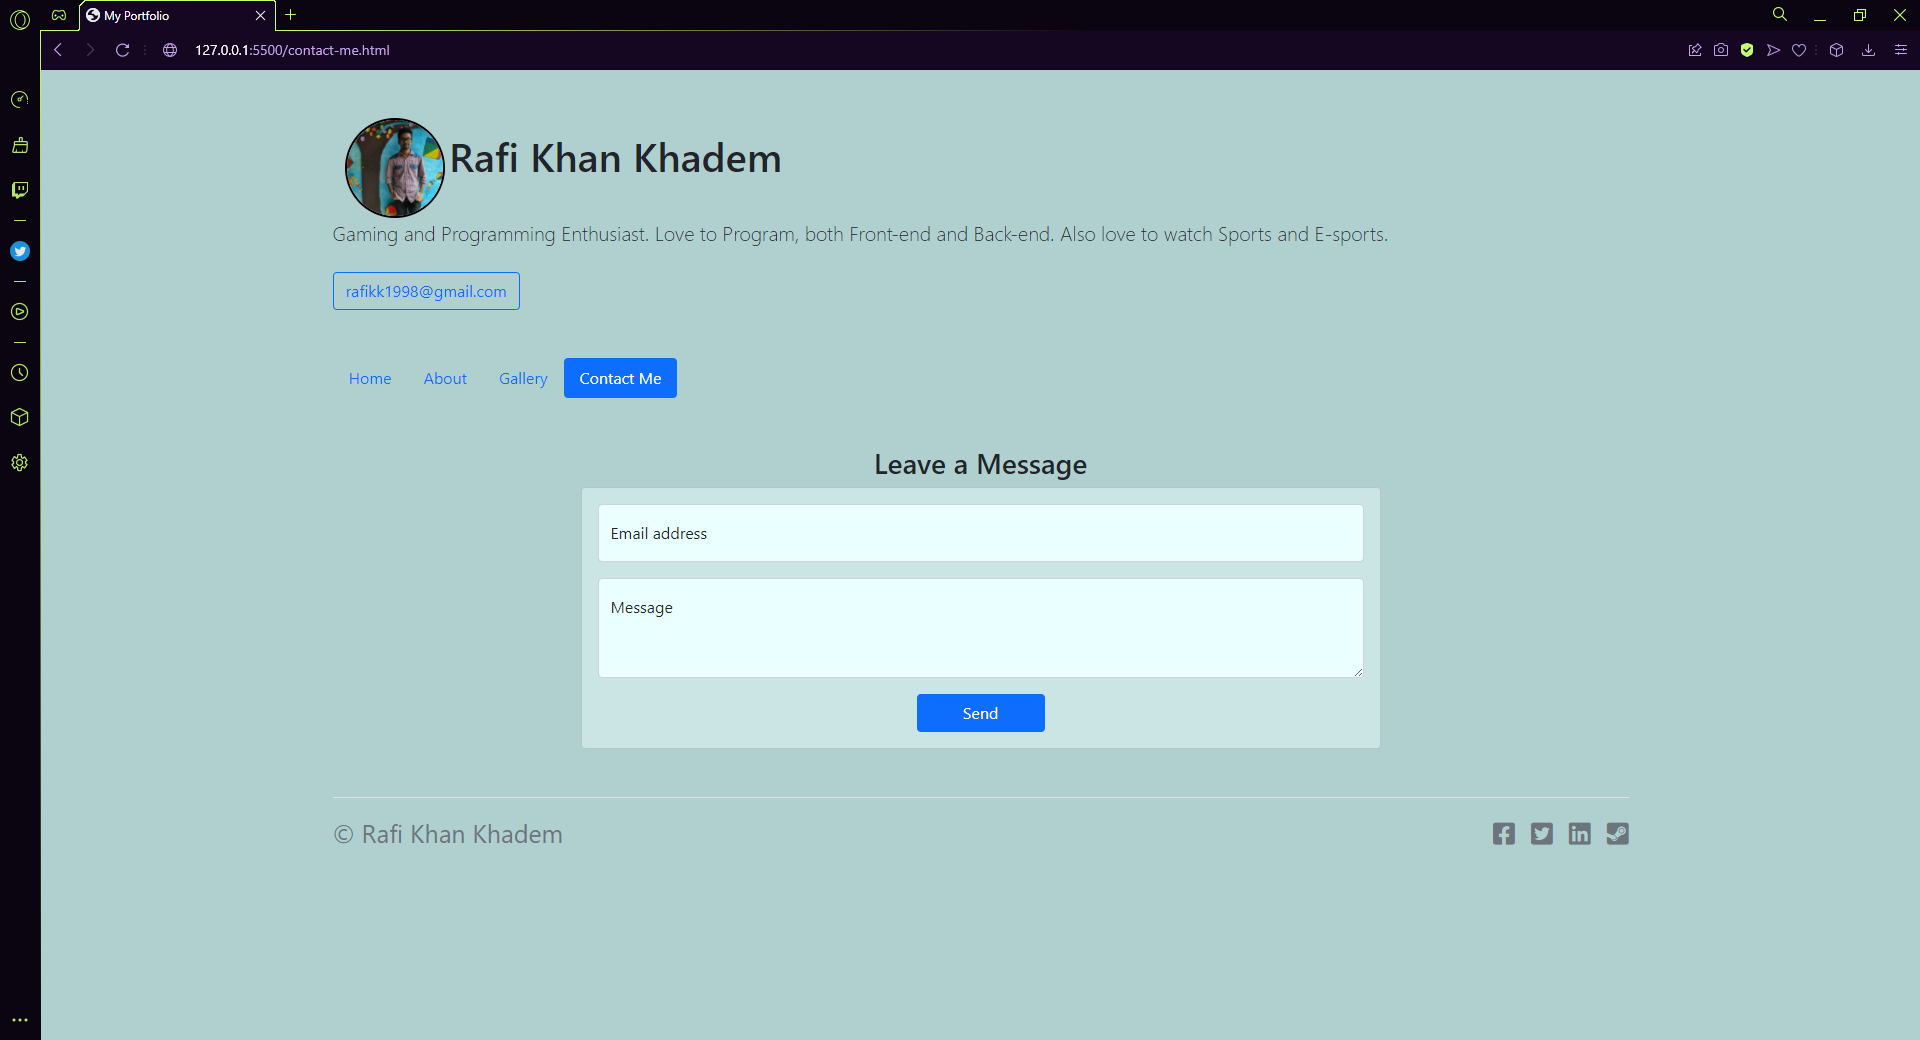 My Portfolio
127.0.0.1:5500/contact-me.html
Rafi Khan Khadem
Gaming and Programming Enthusiast. Love to Program, both Front-end and Back-end. Also love to watch Sports and E-sports.
rafikk1998@gmail.com
Home About Gallery Contact Me
Leave a Message
Email address
Message
Send
© Rafi Khan Khadem